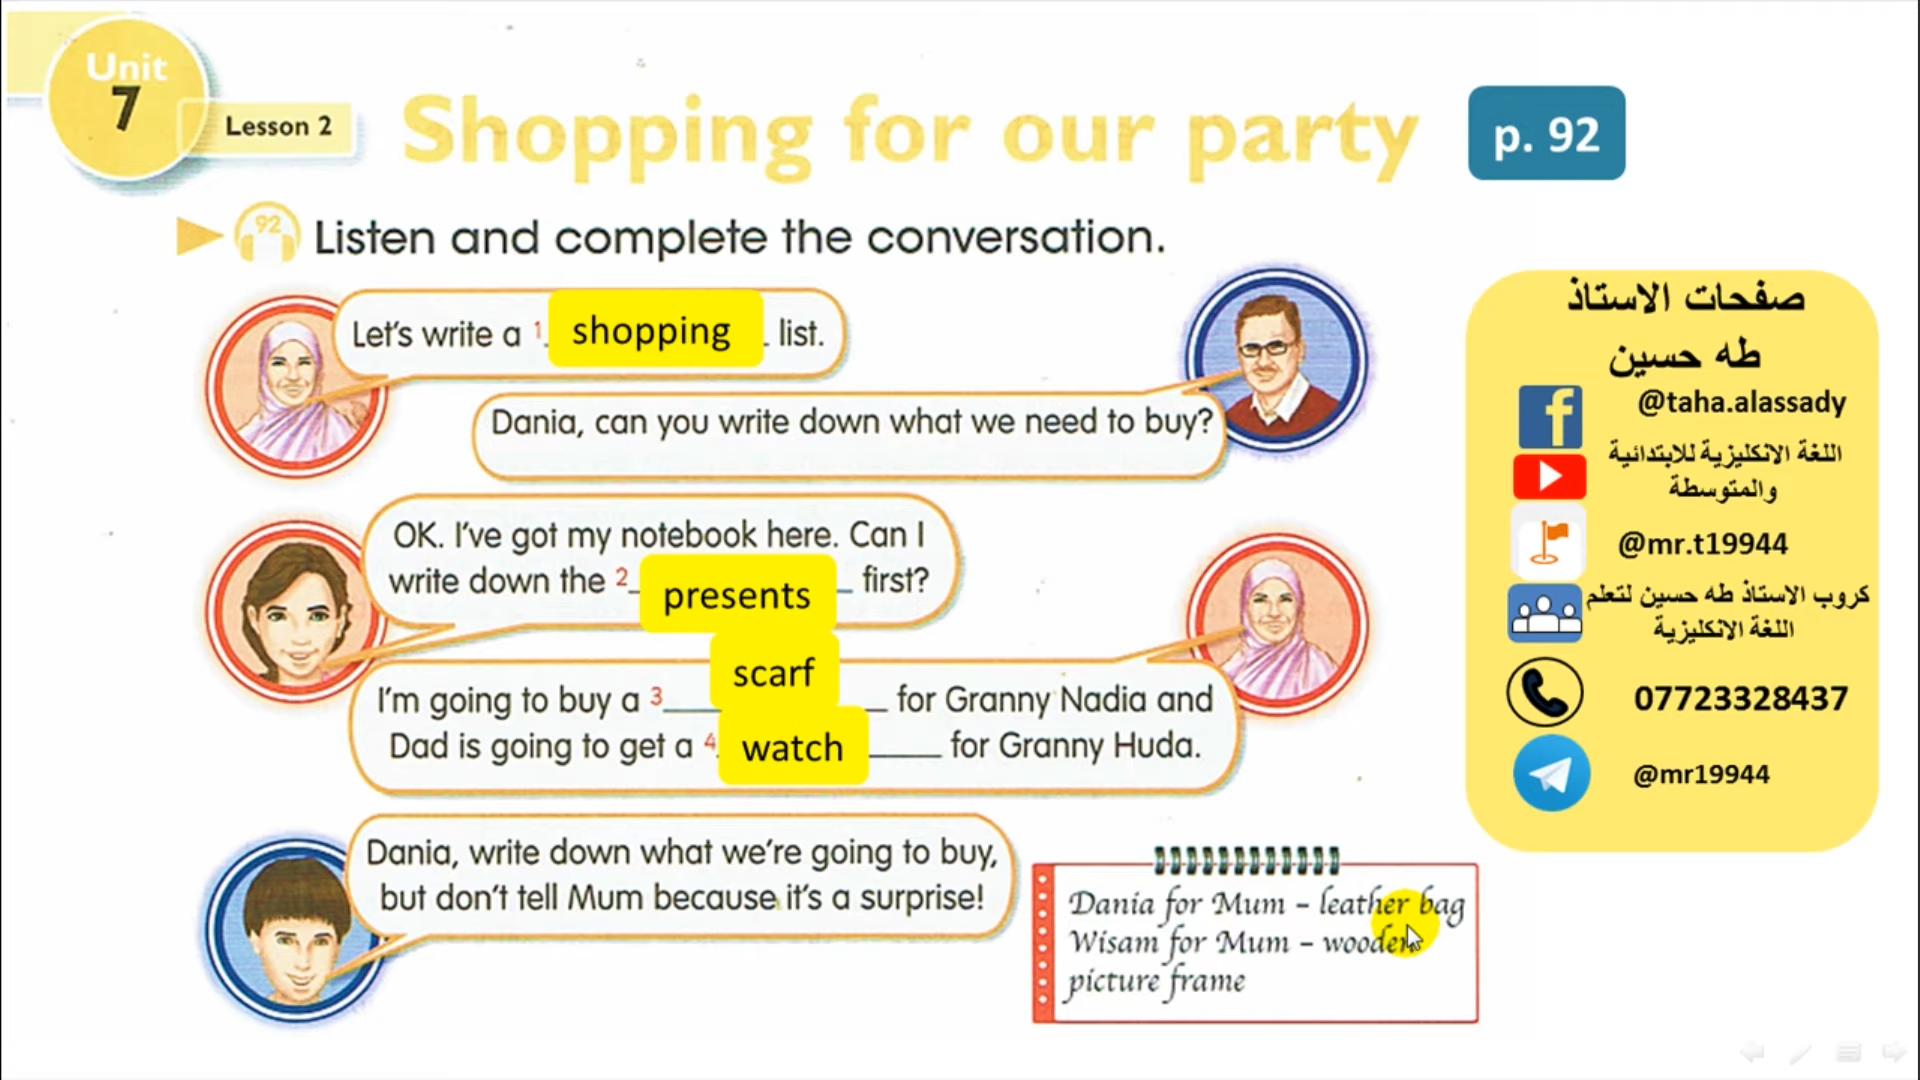 Unit
7
Lesson 2
Shopping for our party
p. 92
92
Listen and complete the conversation.
Let's write a 1 shopping list.
Dania, can you write down what we need to buy?
OK. I've got my notebook here. Can I
write down the 2 presents first?
I'm going to buy a 3 scarf for Granny Nadia and
Dad is going to get a 4 watch for Granny Huda.
Dania, write down what we're going to buy,
but don't tell Mum because it's a surprise!
Dania for Mum – leather bag
Wisam for Mum – wooden
picture frame
صفحات الاستاذ
طه حسين
@taha.alassady
اللغة الانكليزية للابتدائية
والمتوسطة
@mr.t19944
كروب الاستاذ طه حسين لتعلم
اللغة الانكليزية
07723328437
@mr19944